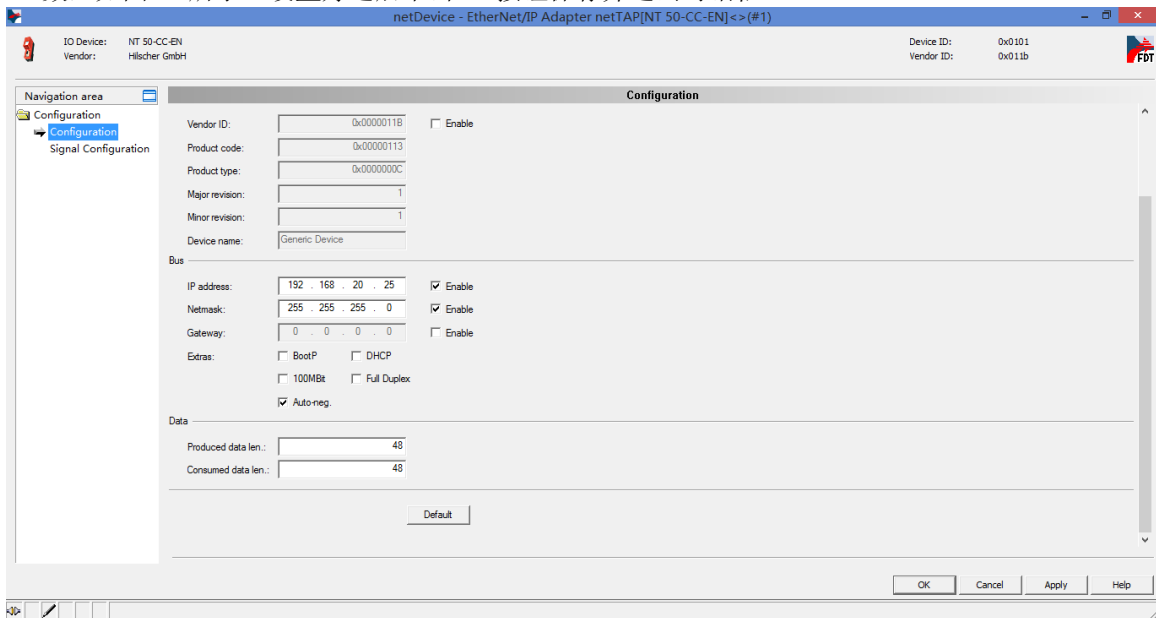 netDevice - EtherNet/IP Adapter netTAP[NT 50-CC-EN]<>(#1)
IO Device: NT 50-CC-EN Device ID: 0x0101
Vendor: Hilscher GmbH Vendor ID: 0x011b
FDT
Navigation area Configuration
Configuration
Configuration
Signal Configuration
Vendor ID: 0x0000011B Enable
Product code: 0x00000113
Product type: 0x0000000C
Major revision: 1
Minor revision: 1
Device name: Generic Device
Bus
IP address: 192 . 168 . 20 . 25 Enable
Netmask: 255 . 255 . 255 . 0 Enable
Gateway: 0 . 0 . 0 . 0 Enable
Extras: BootP DHCP
100MBit Full Duplex
Auto-neg.
Data
Produced data len.: 48
Consumed data len.: 48
Default
OK Cancel Apply Help